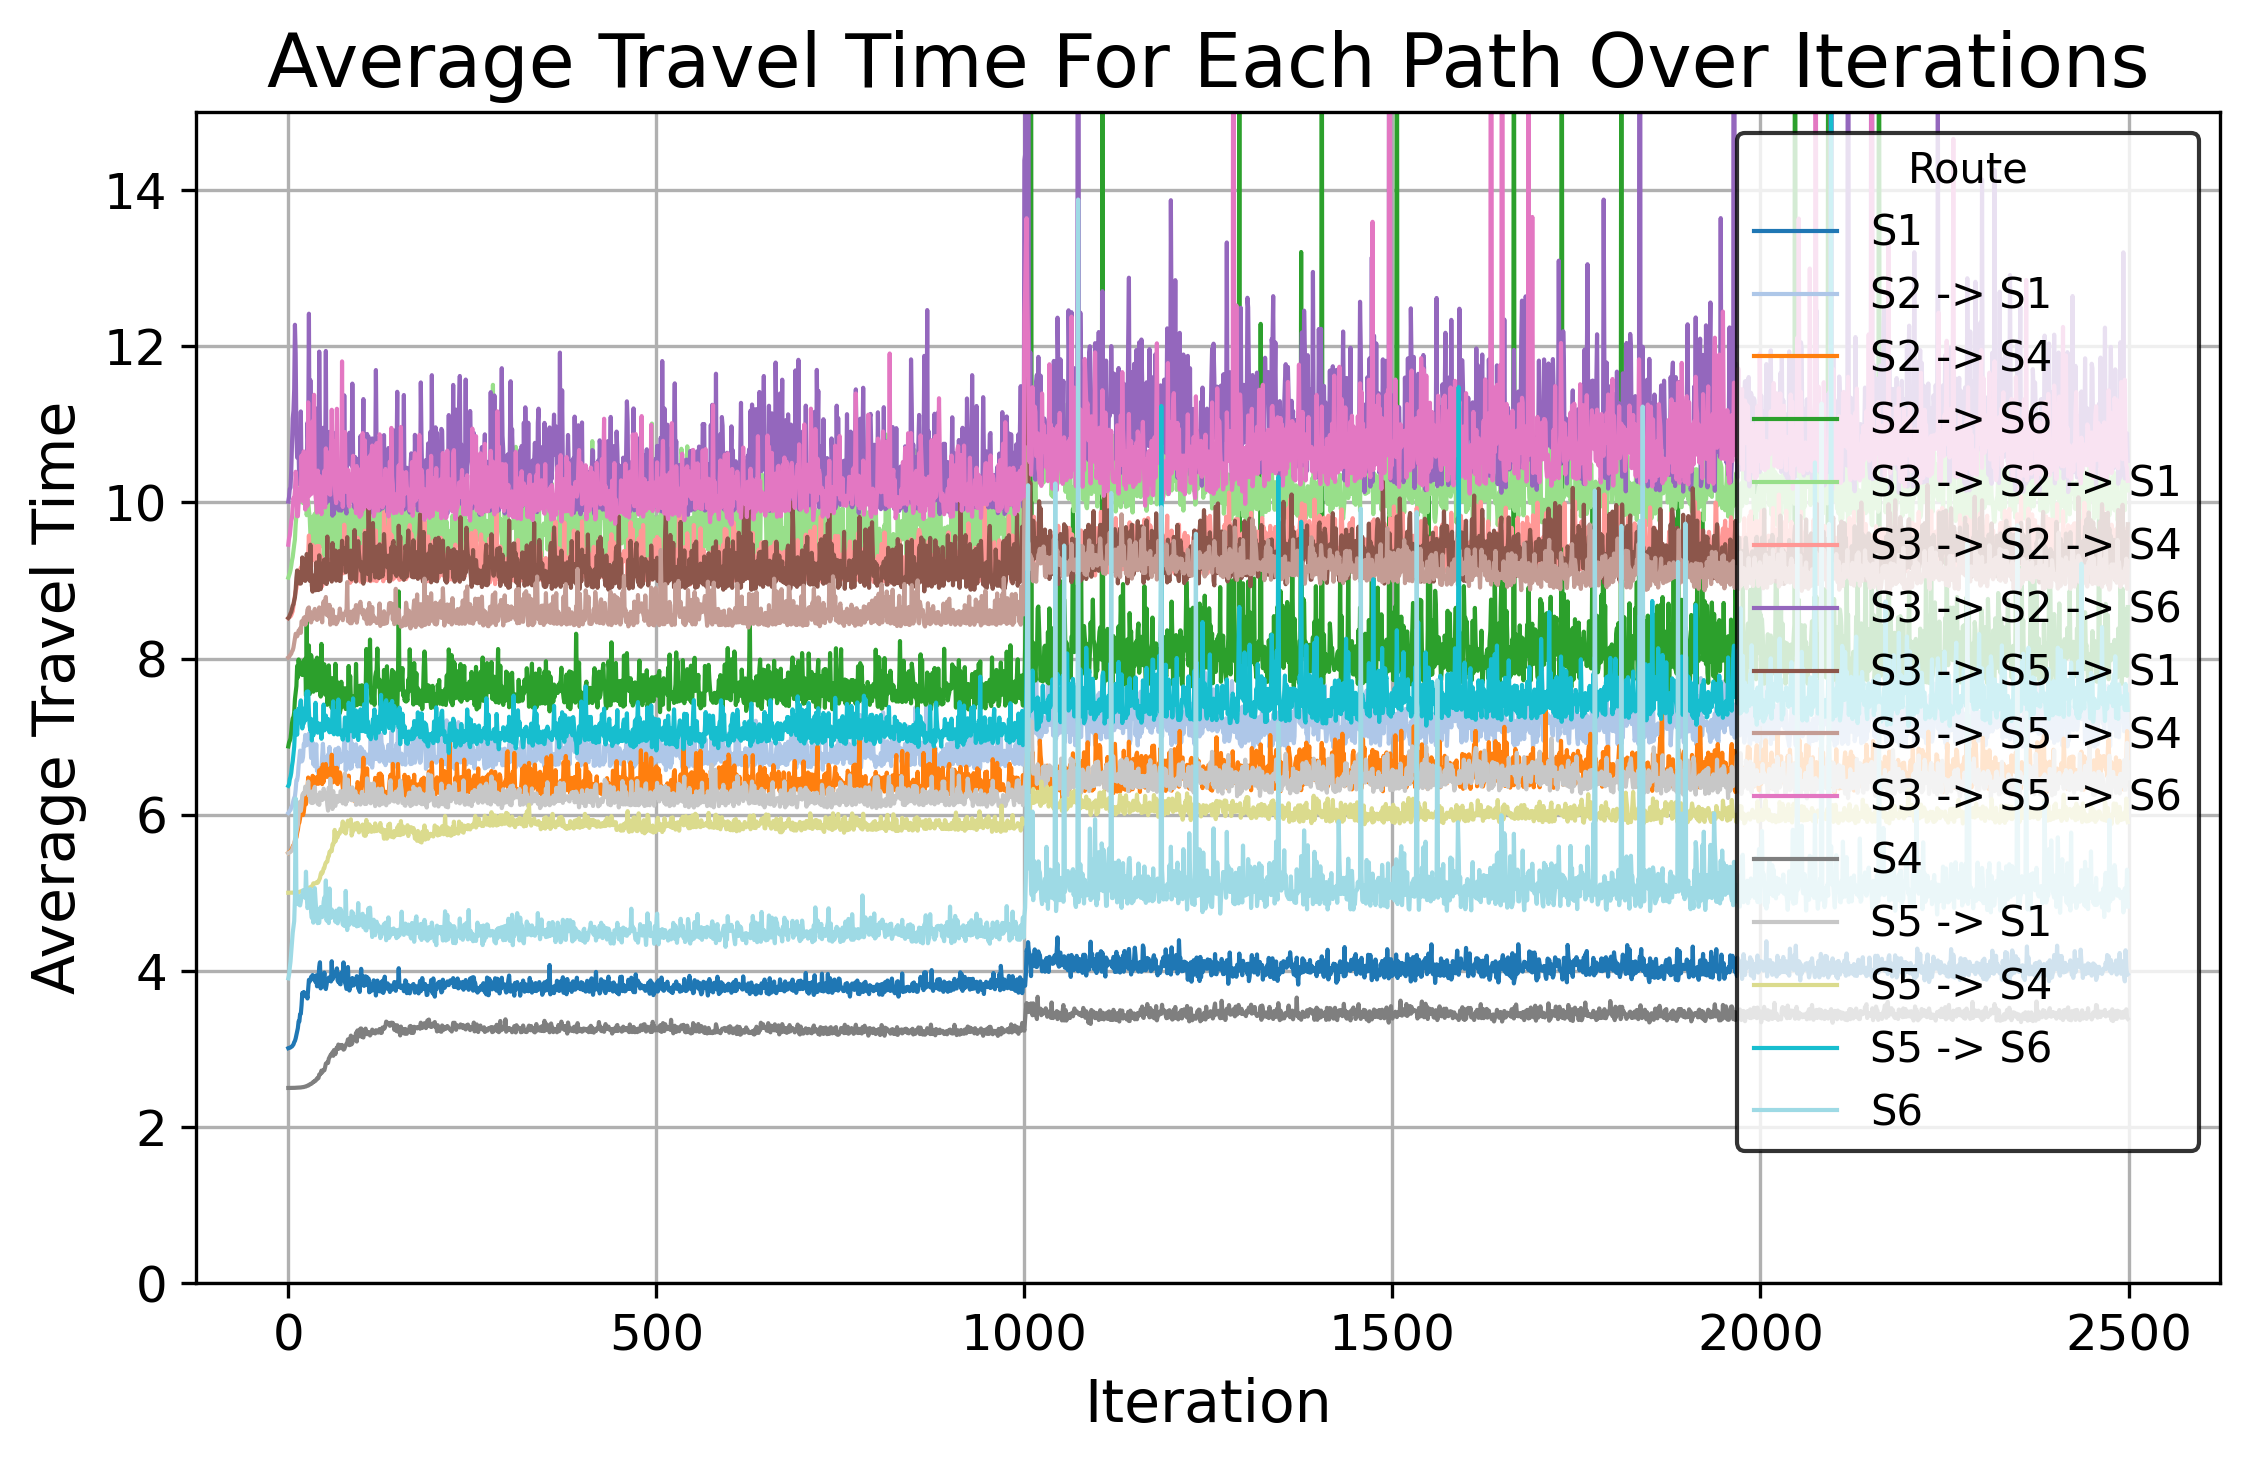 Average Travel Time For Each Path Over Iterations
Average Travel Time
14
12
10
8
6
4
2
0
0 500 1000 1500 2000 2500
Iteration
Route
S1
S2 -> S1
S2 -> S4
S2 -> S6
S3 -> S2 -> S1
S3 -> S2 -> S4
S3 -> S2 -> S6
S3 -> S5 -> S1
S3 -> S5 -> S4
S3 -> S5 -> S6
S4
S5 -> S1
S5 -> S4
S5 -> S6
S6